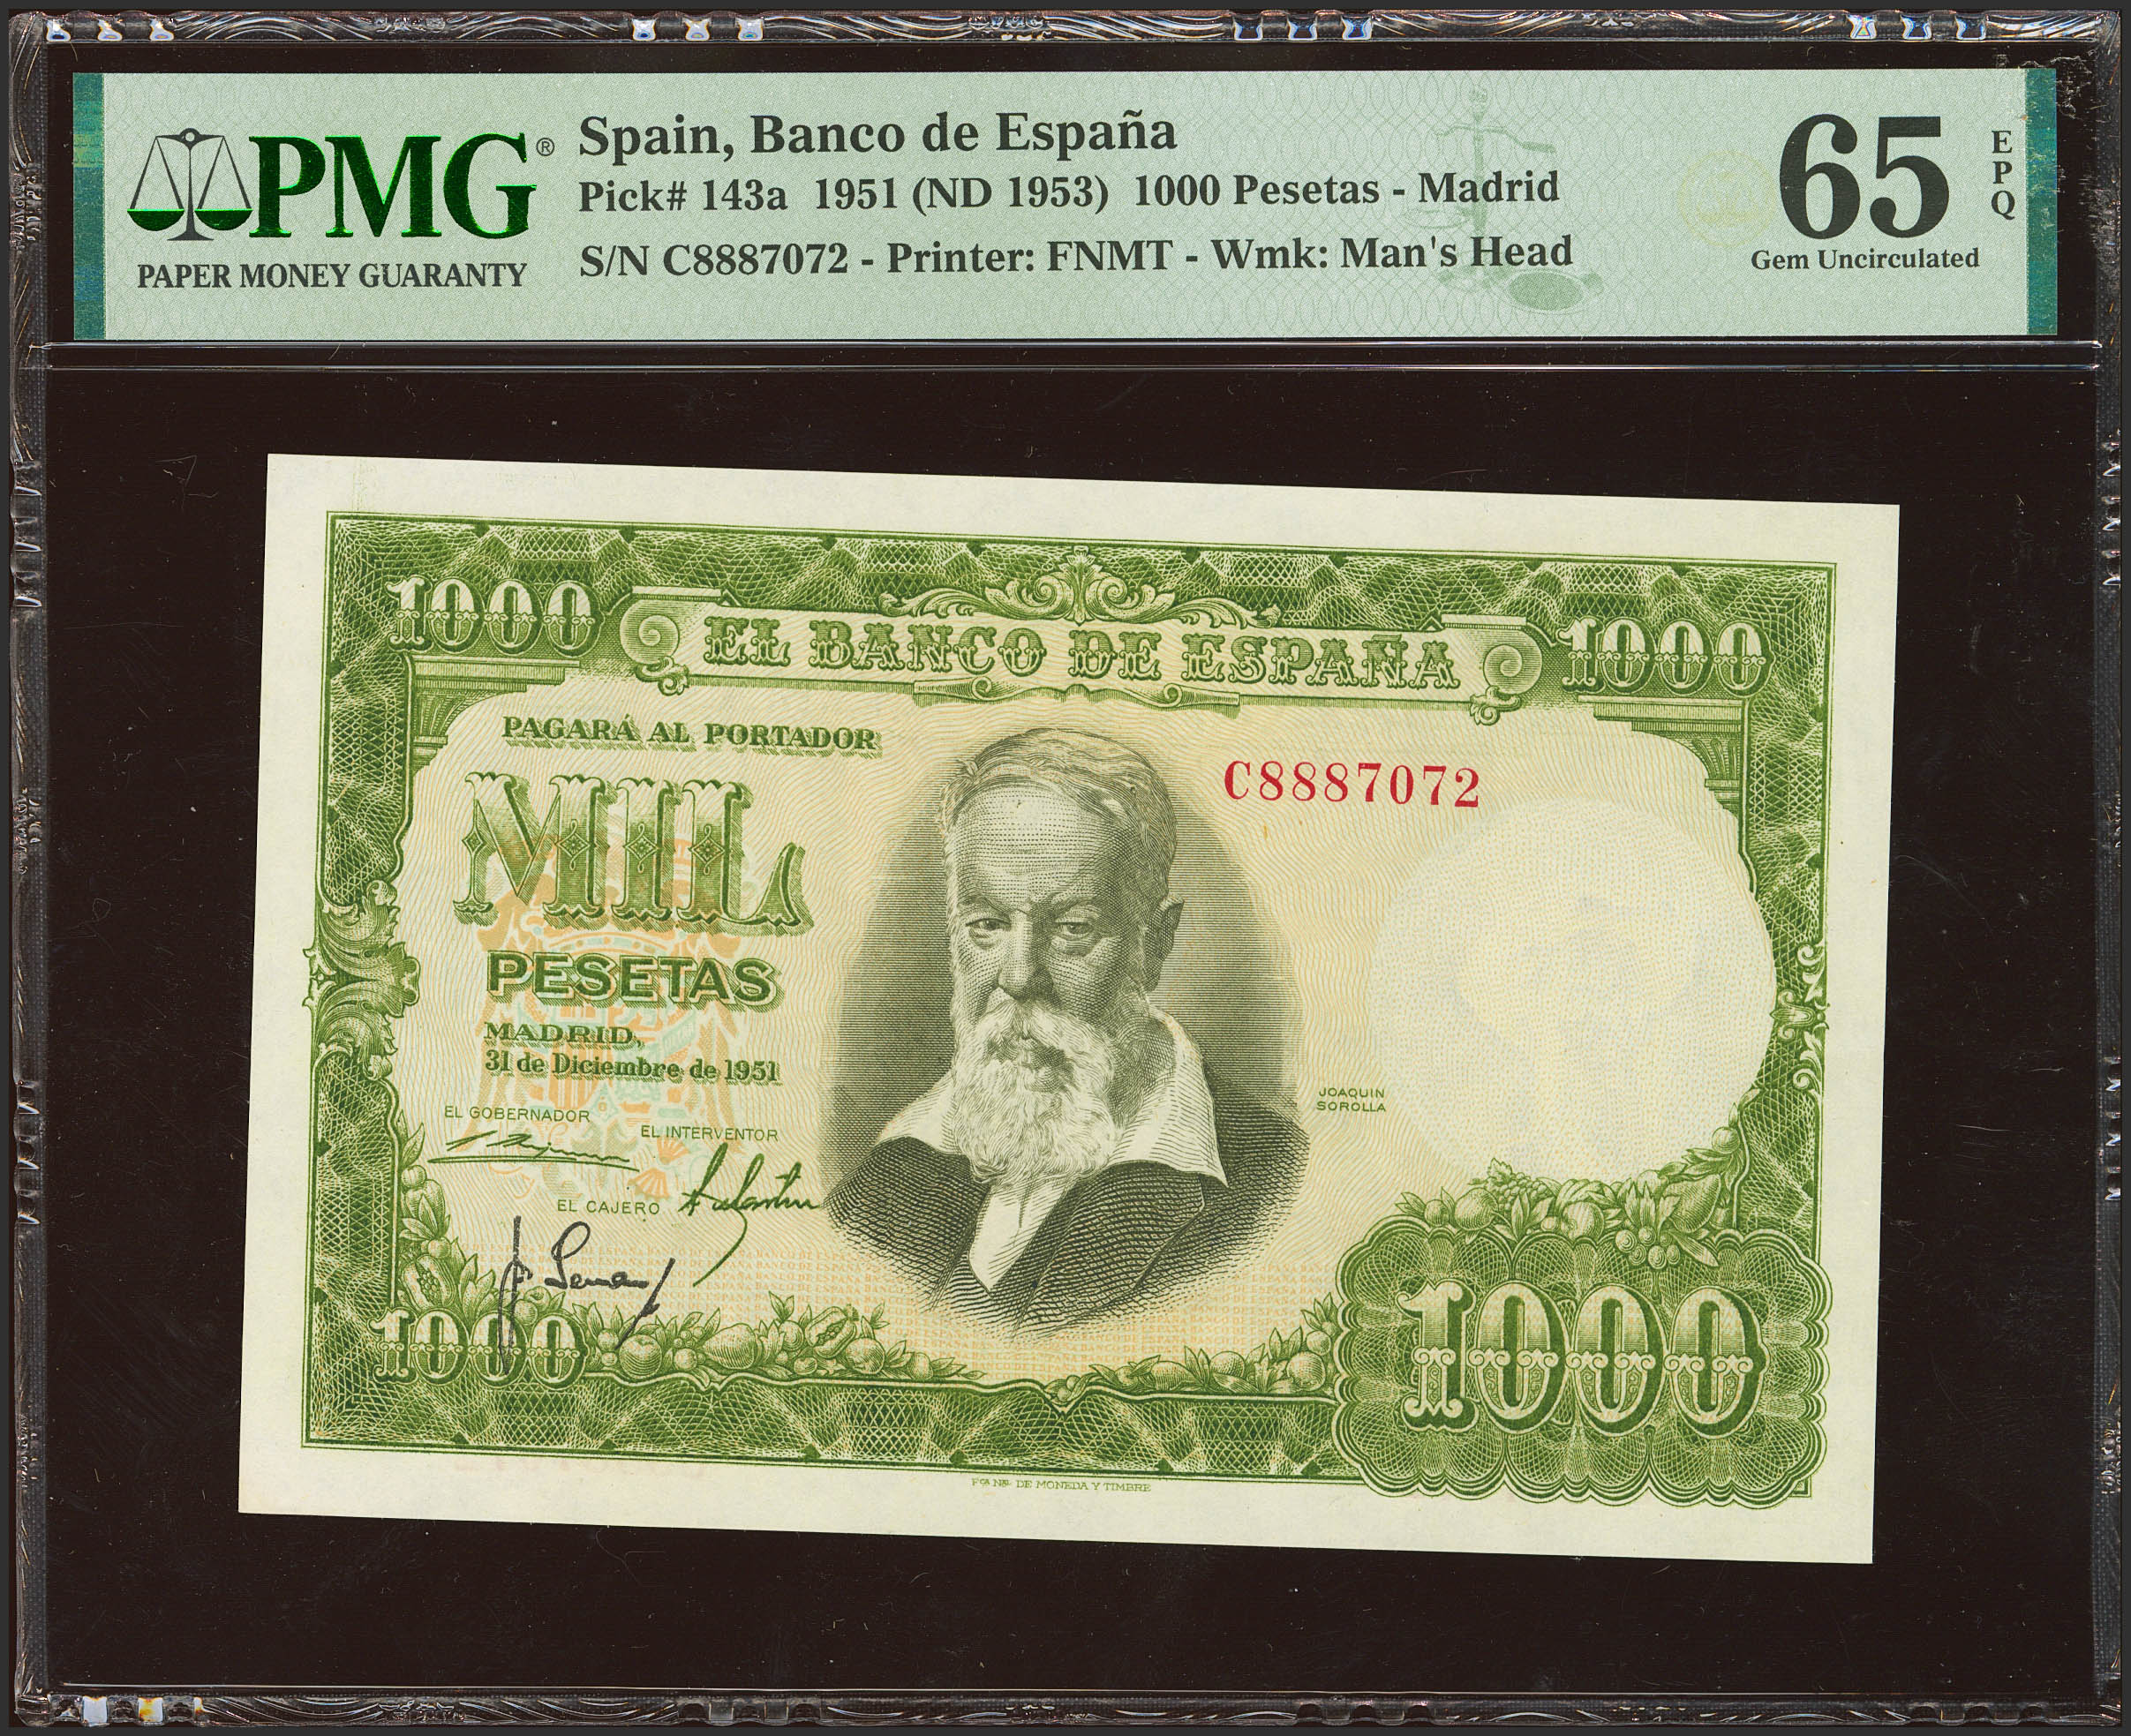 PMG®
PAPER MONEY GUARANTY
Spain, Banco de España
Pick# 143a 1951 (ND 1953) 1000 Pesetas - Madrid
S/N C8887072 - Printer: FNMT - Wmk: Man's Head
65
EPQ
Gem Uncirculated
1000
EL BANCO DE ESPAÑA
1000
PAGARÁ AL PORTADOR
C8887072
MIL
PESETAS
MADRID,
31 de Diciembre de 1951
JOAQUIN
SOROLLA
EL GOBERNADOR
EL INTERVENTOR
EL CAJERO
1000
1000
Fca Nal DE MONEDA Y TIMBRE